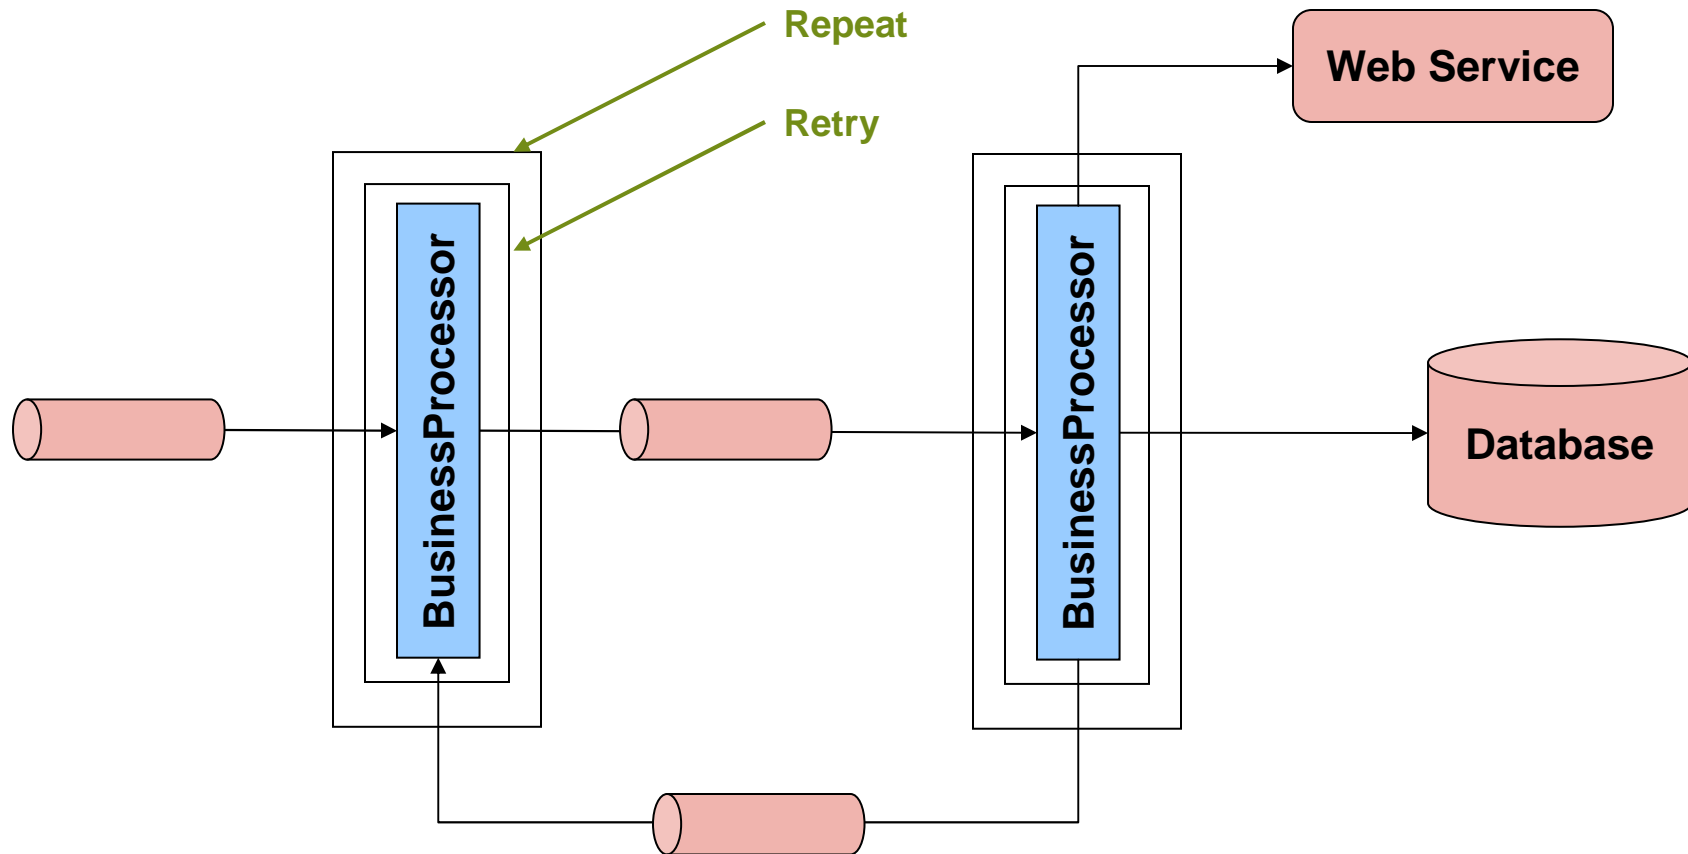 Repeat
Web Service
Retry
BusinessProcessor
BusinessProcessor
Database